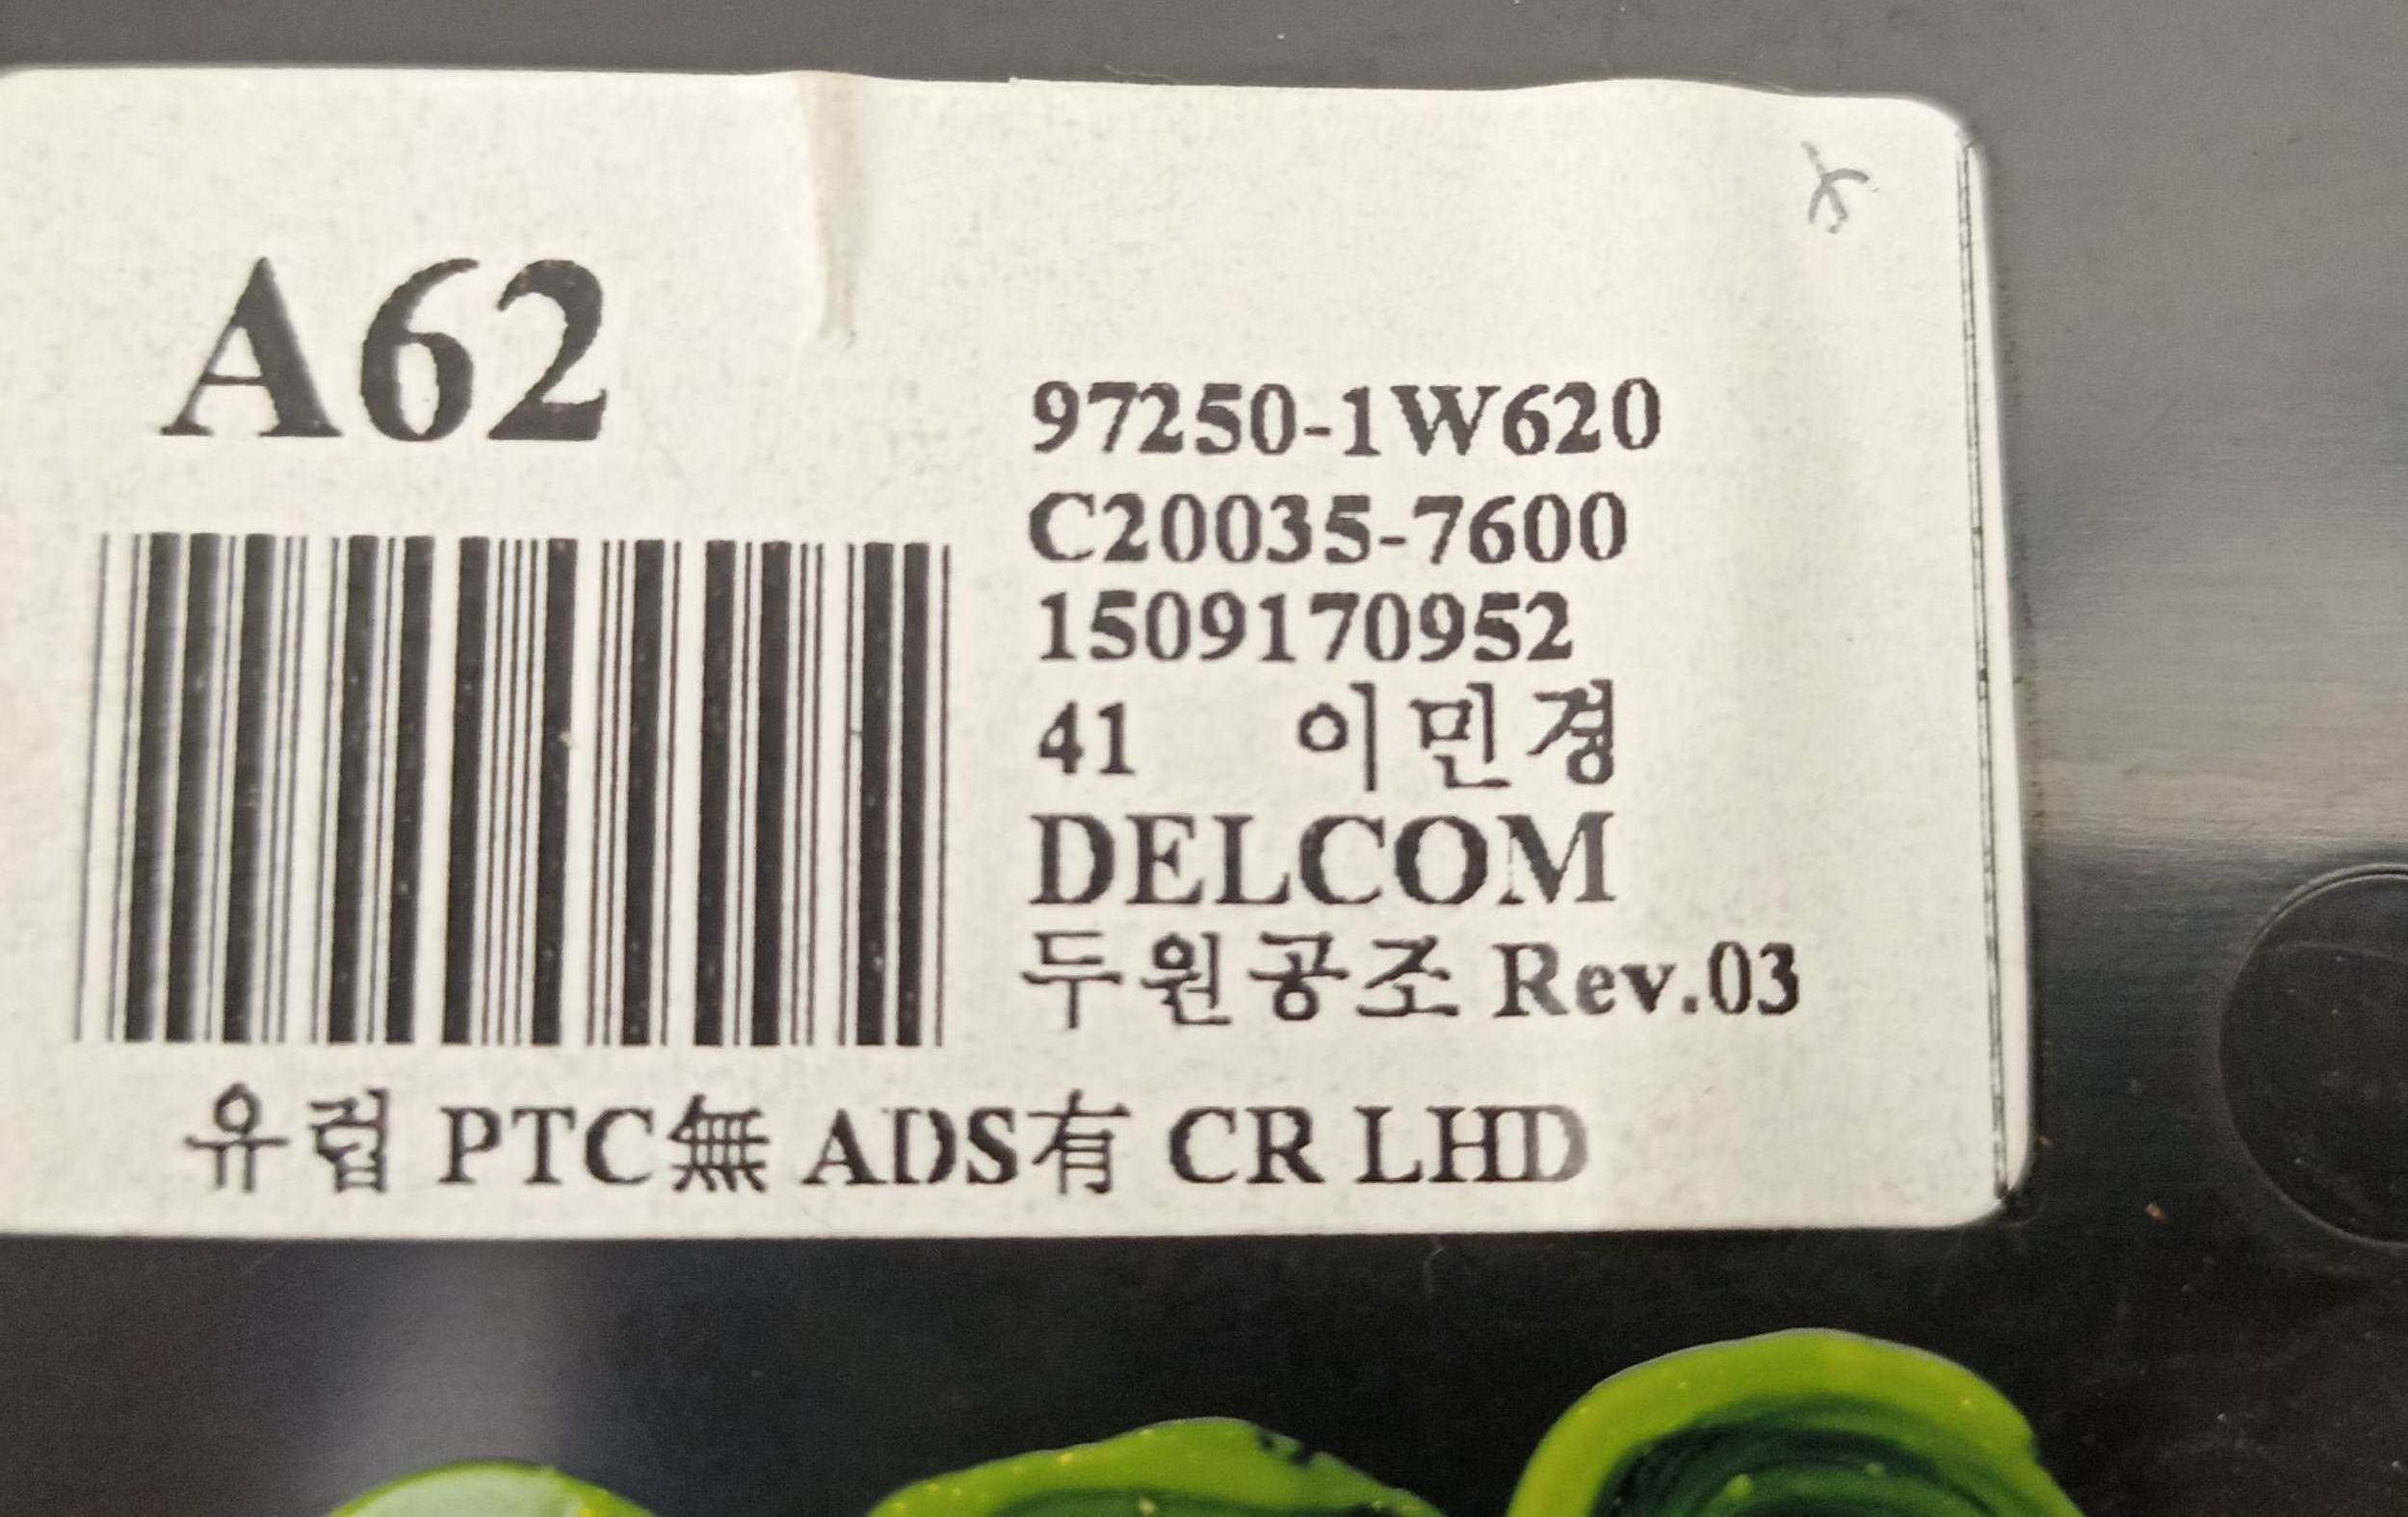 A62
97250-1W620
C20035-7600
1509170952
41 이민경
DELCOM
두원공조 Rev.03
유럽 PTC無 ADS有 CR LHD